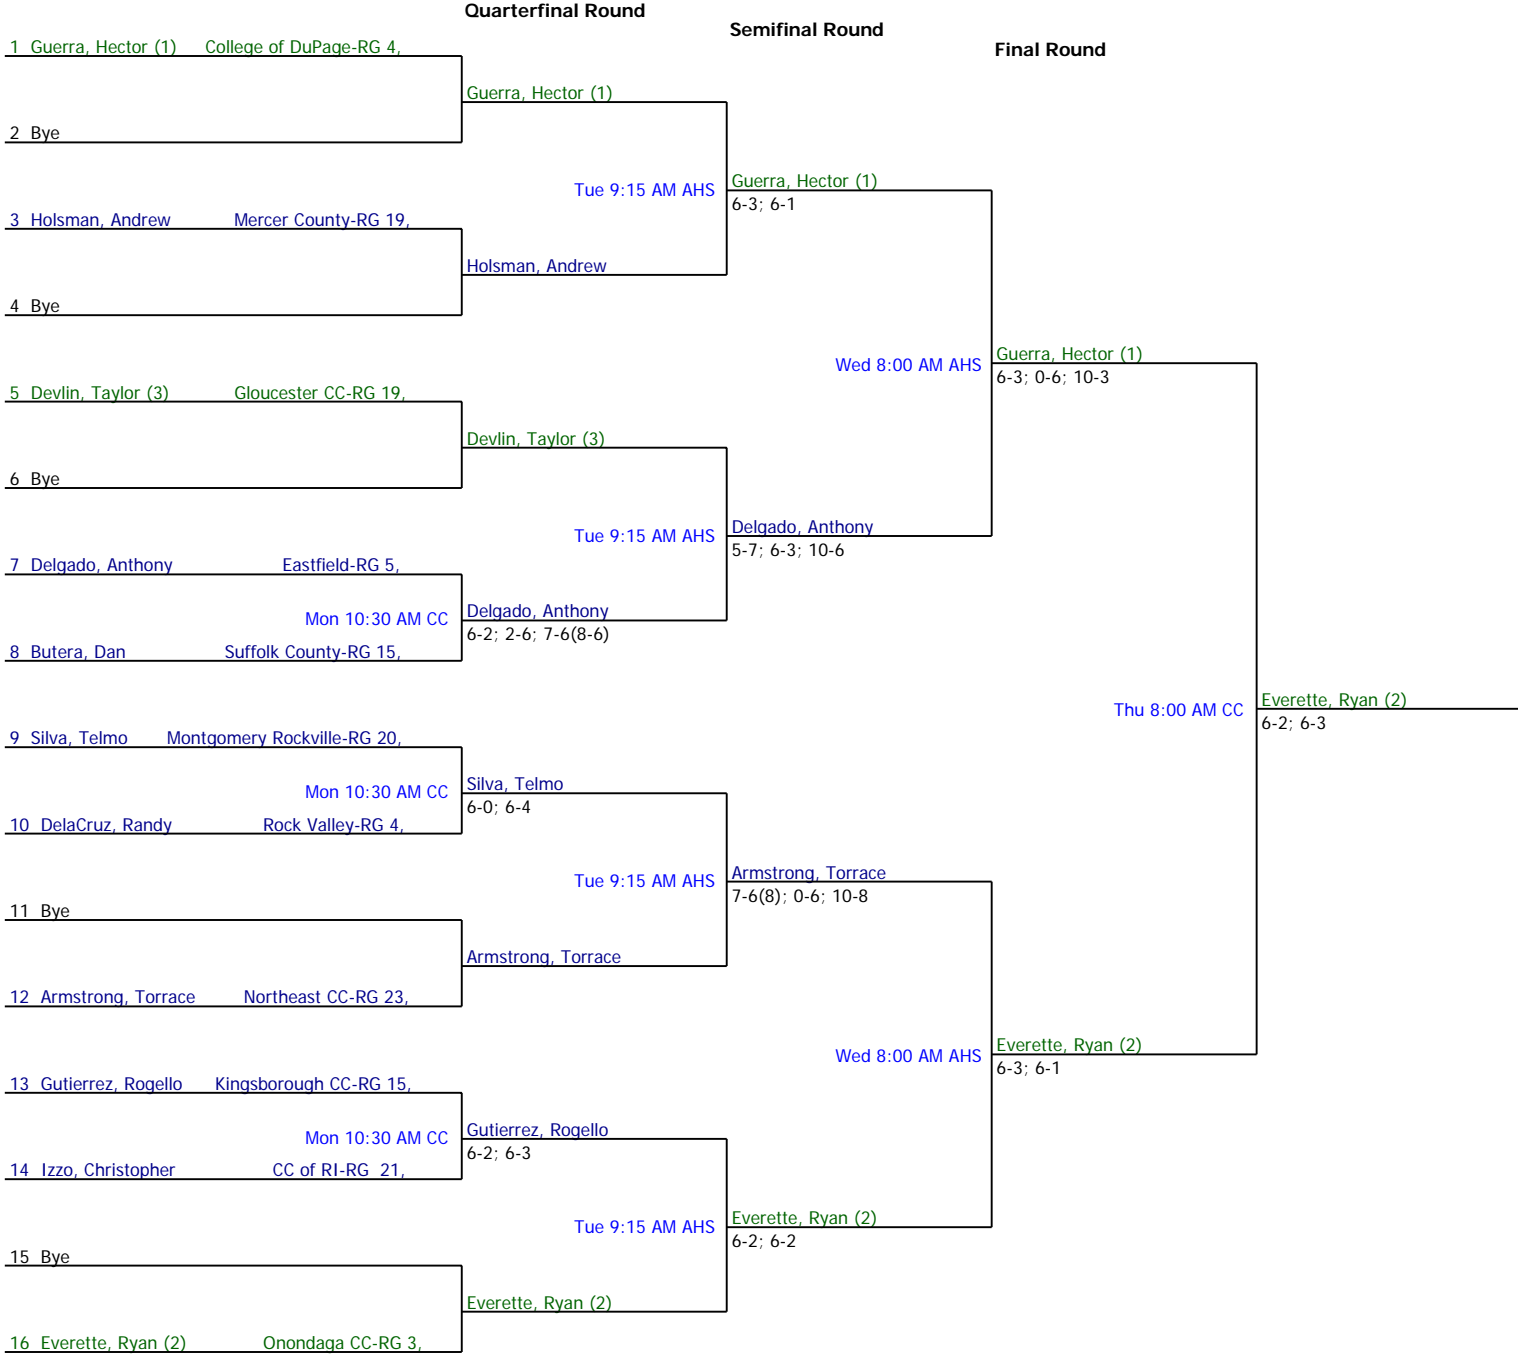 Quarterfinal Round
Semifinal Round
Final Round
1 Guerra, Hector (1) College of DuPage-RG 4,
Guerra, Hector (1)
2 Bye
Tue 9:15 AM AHS
Guerra, Hector (1)
6-3; 6-1
3 Holsman, Andrew Mercer County-RG 19,
Holsman, Andrew
4 Bye
Wed 8:00 AM AHS
Guerra, Hector (1)
6-3; 0-6; 10-3
5 Devlin, Taylor (3) Gloucester CC-RG 19,
Devlin, Taylor (3)
6 Bye
Tue 9:15 AM AHS
Delgado, Anthony
5-7; 6-3; 10-6
7 Delgado, Anthony Eastfield-RG 5,
Mon 10:30 AM CC
Delgado, Anthony
6-2; 2-6; 7-6(8-6)
8 Butera, Dan Suffolk County-RG 15,
Thu 8:00 AM CC
Everette, Ryan (2)
6-2; 6-3
9 Silva, Telmo Montgomery Rockville-RG 20,
Mon 10:30 AM CC
Silva, Telmo
6-0; 6-4
10 DelaCruz, Randy Rock Valley-RG 4,
Tue 9:15 AM AHS
Armstrong, Torrace
7-6(8); 0-6; 10-8
11 Bye
Armstrong, Torrace
12 Armstrong, Torrace Northeast CC-RG 23,
Wed 8:00 AM AHS
Everette, Ryan (2)
6-3; 6-1
13 Gutierrez, Rogello Kingsborough CC-RG 15,
Mon 10:30 AM CC
Gutierrez, Rogello
6-2; 6-3
14 Izzo, Christopher CC of RI-RG 21,
Tue 9:15 AM AHS
Everette, Ryan (2)
6-2; 6-2
15 Bye
Everette, Ryan (2)
16 Everette, Ryan (2) Onondaga CC-RG 3,